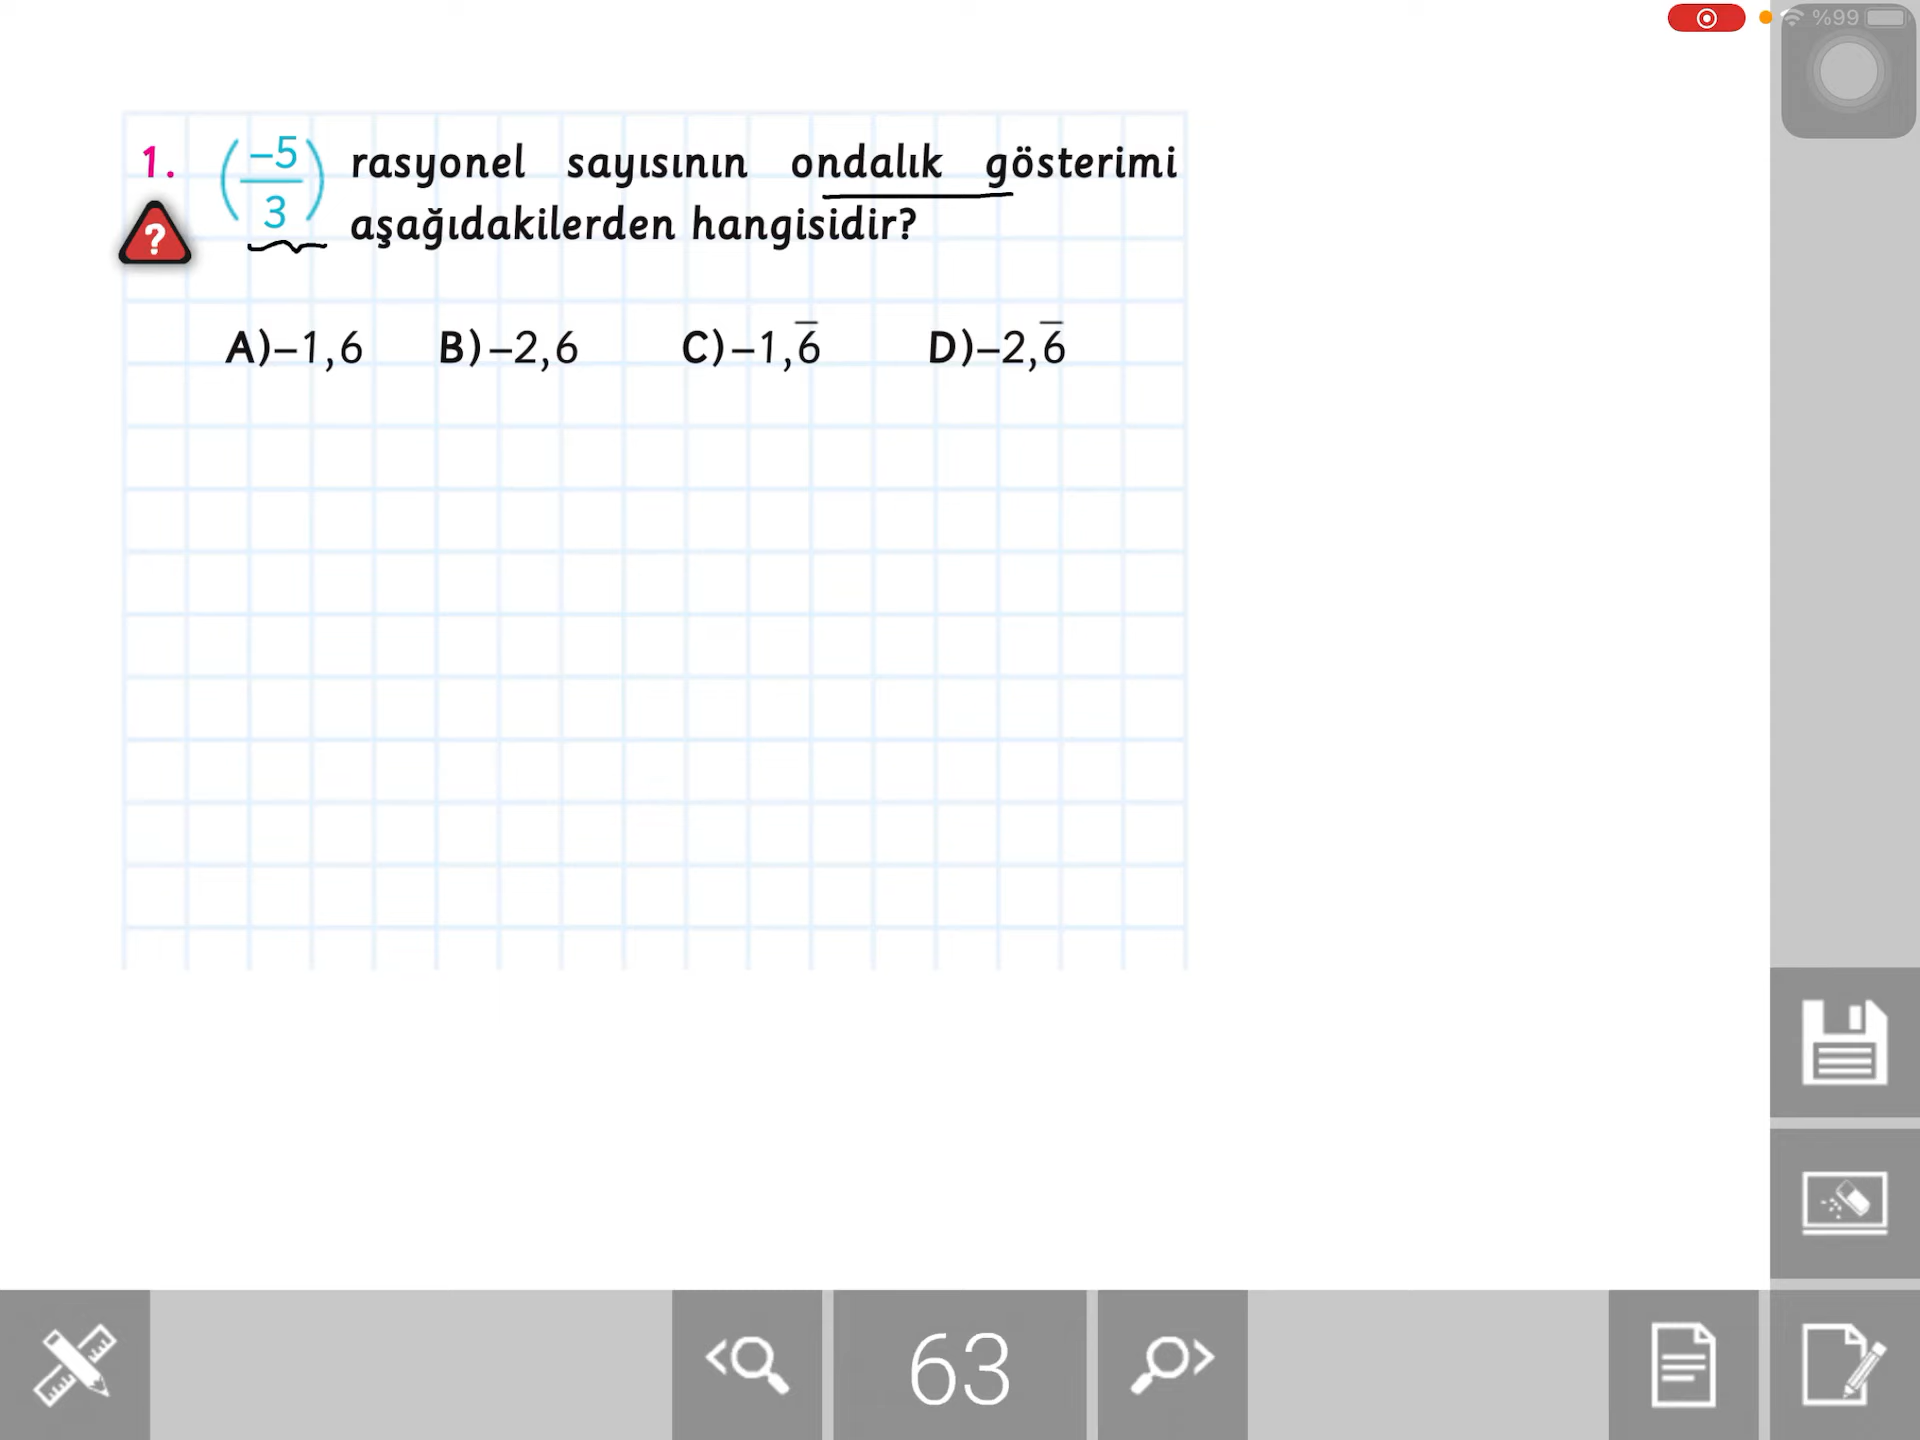 %99
1. (–5/3) rasyonel sayısının ondalık gösterimi
? aşağıdakilerden hangisidir?
A)–1,6 B)–2,6 C)–1,6̅ D)–2,6̅
63